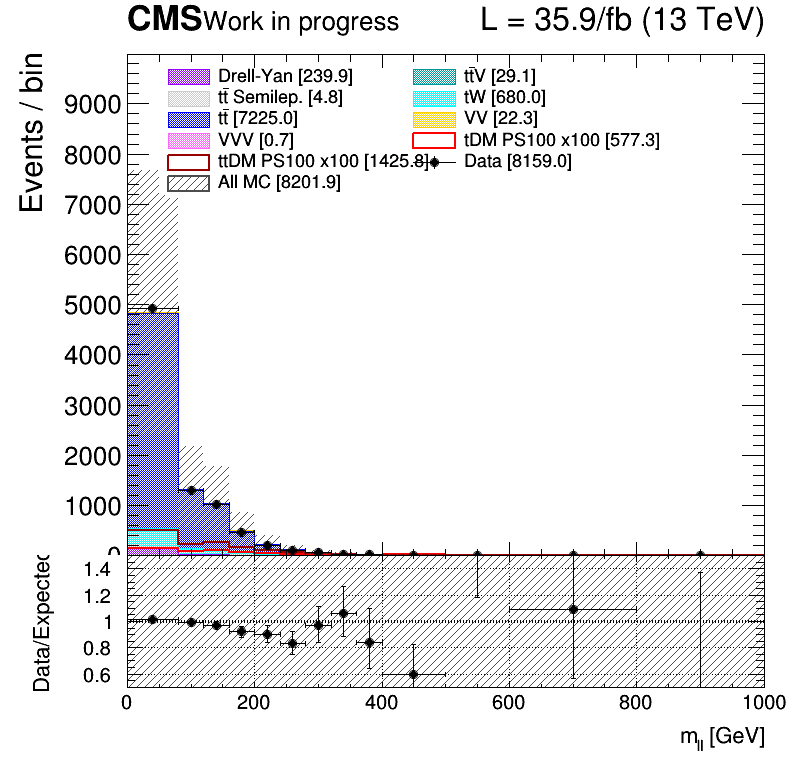 CMS Work in progress L = 35.9/fb (13 TeV)
Events / bin
9000
8000
7000
6000
5000
4000
3000
2000
1000
0
Drell-Yan [239.9]
tt̄ Semilep. [4.8]
tt̄ [7225.0]
VVV [0.7]
ttDM PS100 x100 [1425.8]
All MC [8201.9]
tt̄V [29.1]
tW [680.0]
VV [22.3]
tDM PS100 x100 [577.3]
Data [8159.0]
Data/Expected
1.4
1.2
1
0.8
0.6
0 200 400 600 800 1000
m_ll [GeV]